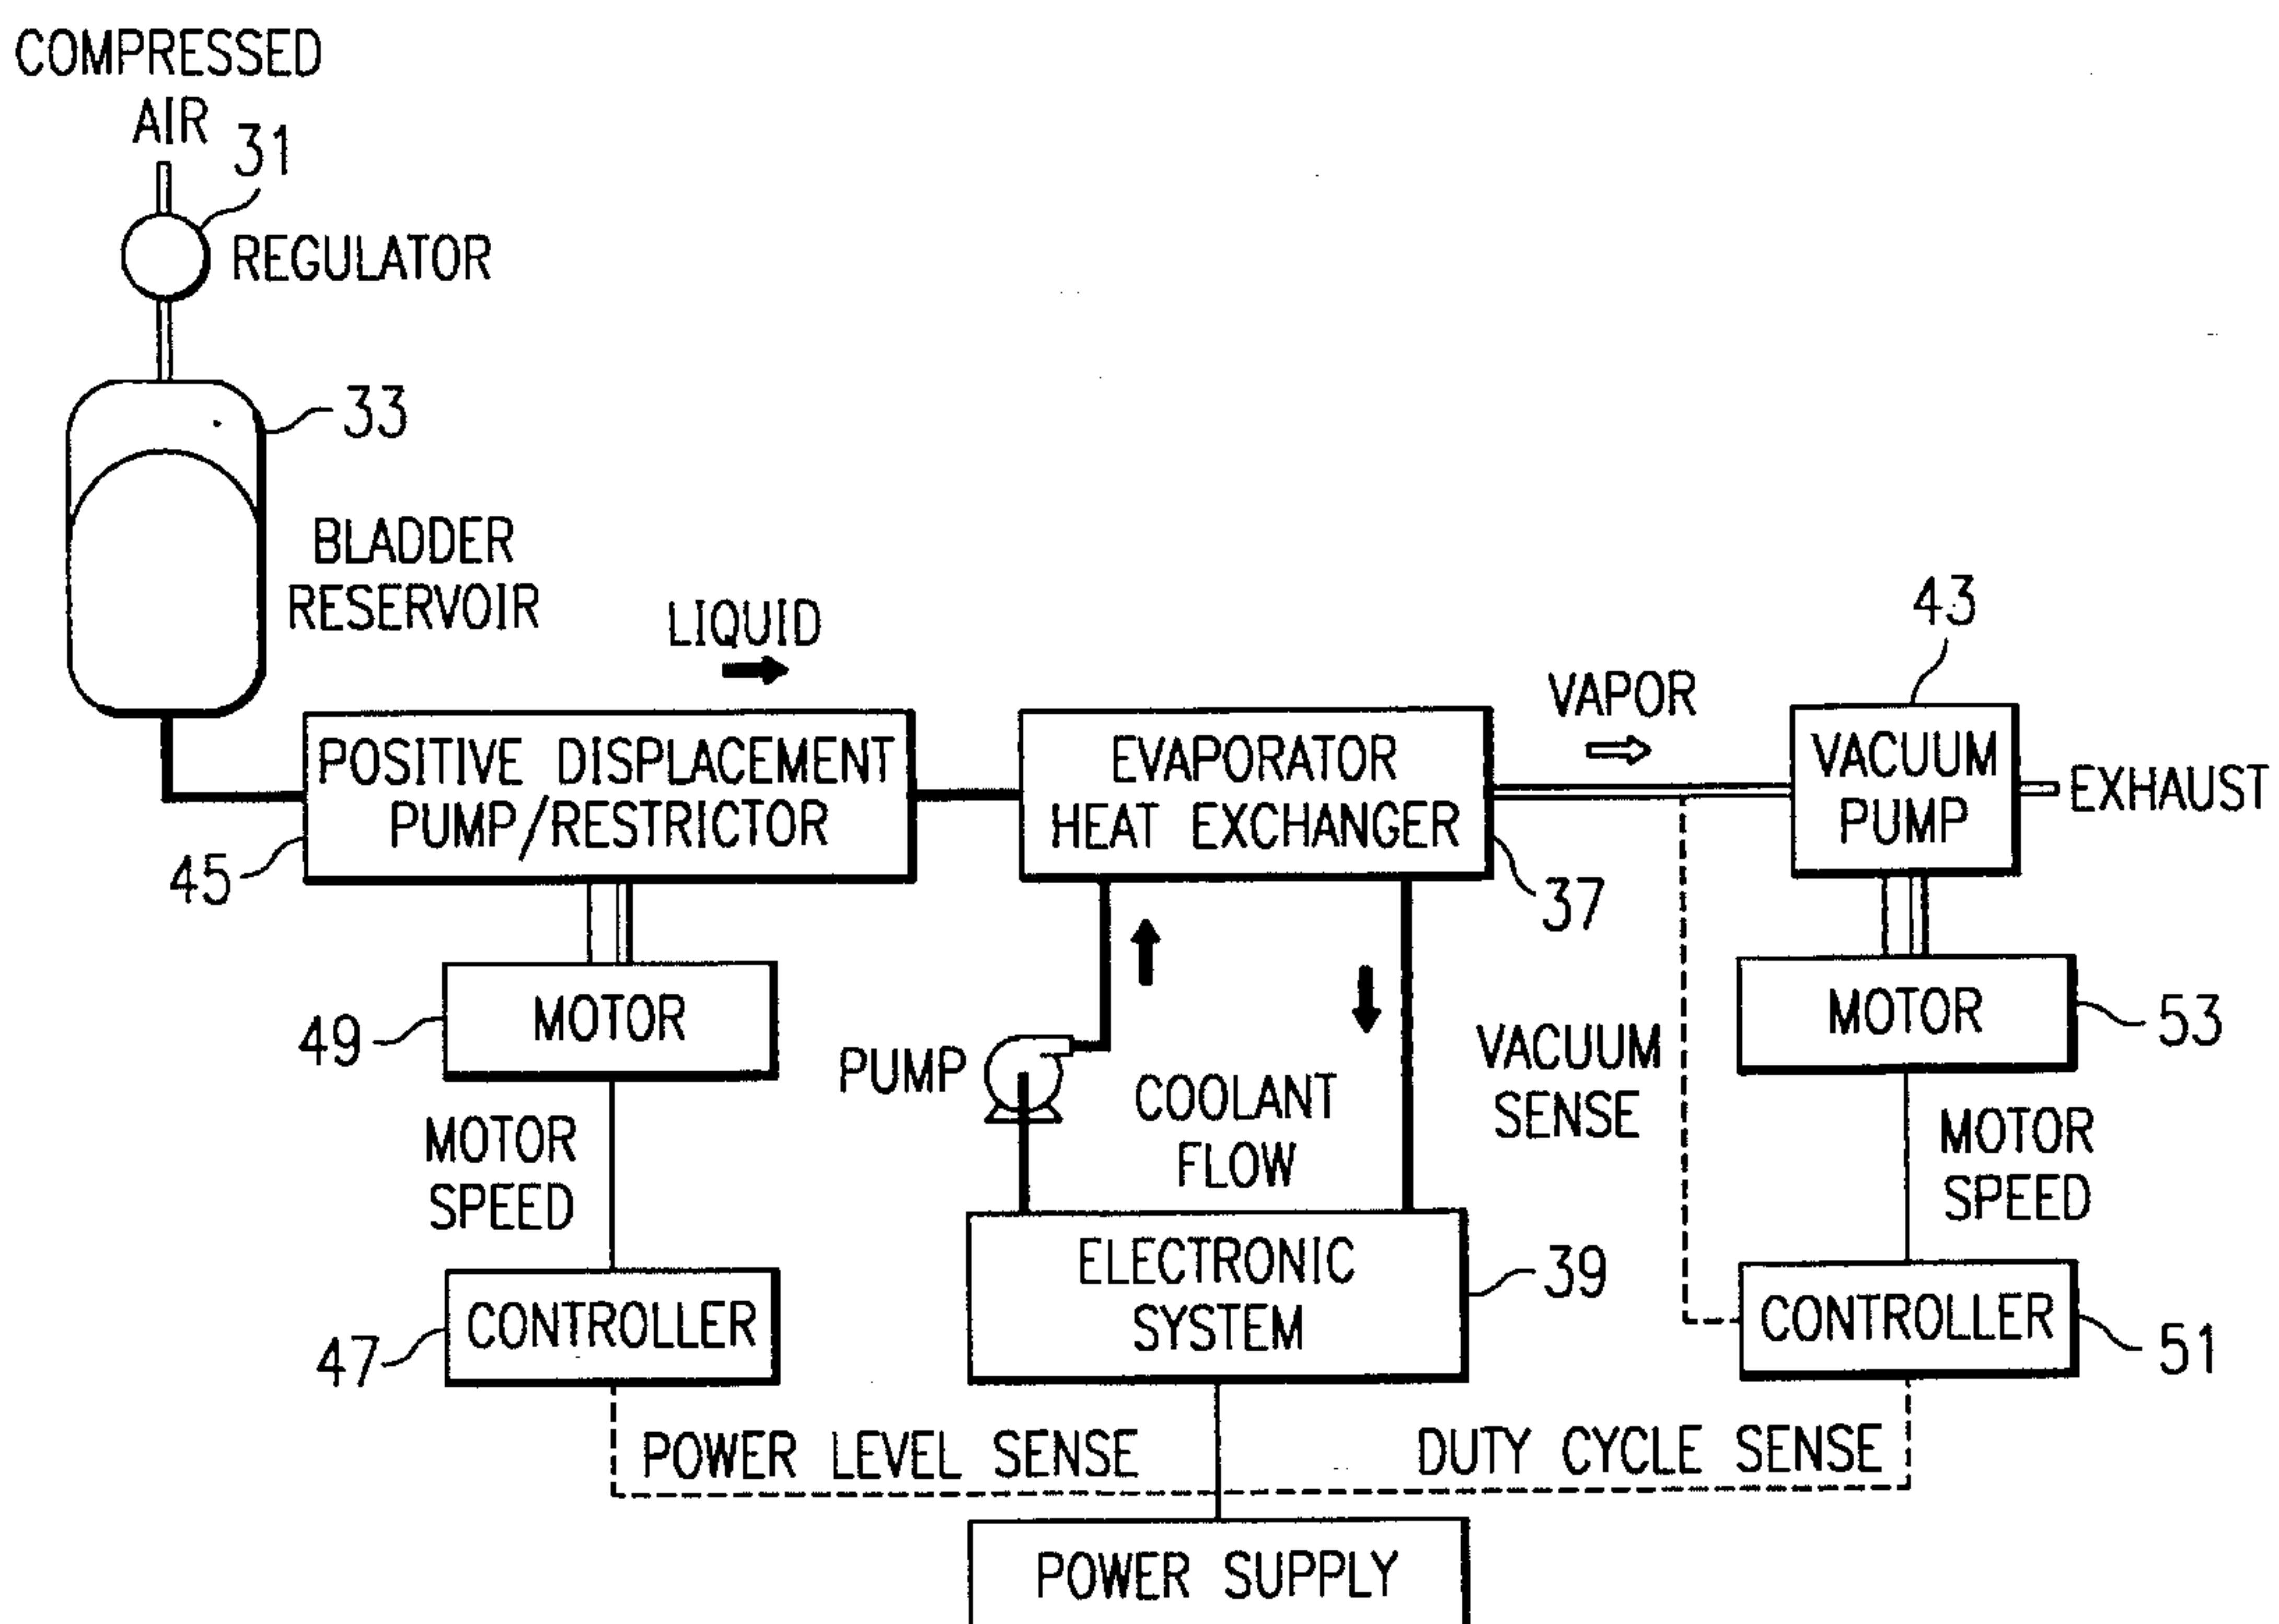 COMPRESSED
AIR
31
REGULATOR
33
BLADDER
RESERVOIR
LIQUID
43
VAPOR
POSITIVE DISPLACEMENT
PUMP/RESTRICTOR
45
EVAPORATOR
HEAT EXCHANGER
37
VACUUM
PUMP
EXHAUST
MOTOR
49
PUMP
COOLANT
FLOW
VACUUM
SENSE
MOTOR
53
MOTOR
SPEED
MOTOR
SPEED
CONTROLLER
47
ELECTRONIC
SYSTEM
39
CONTROLLER
51
POWER LEVEL SENSE
DUTY CYCLE SENSE
POWER SUPPLY